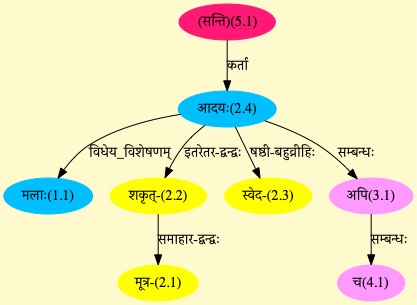 (सन्ति)(5.1)
कर्ता
आदयः(2.4)
विधेय_विशेषणम् इतरेतर-द्वन्द्वः षष्ठी-बहुव्रीहिः सम्बन्धः
मलाः(1.1) शकृत्-(2.2) स्वेद-(2.3) अपि(3.1)
समाहार-द्वन्द्वः सम्बन्धः
मूत्र-(2.1) च(4.1)